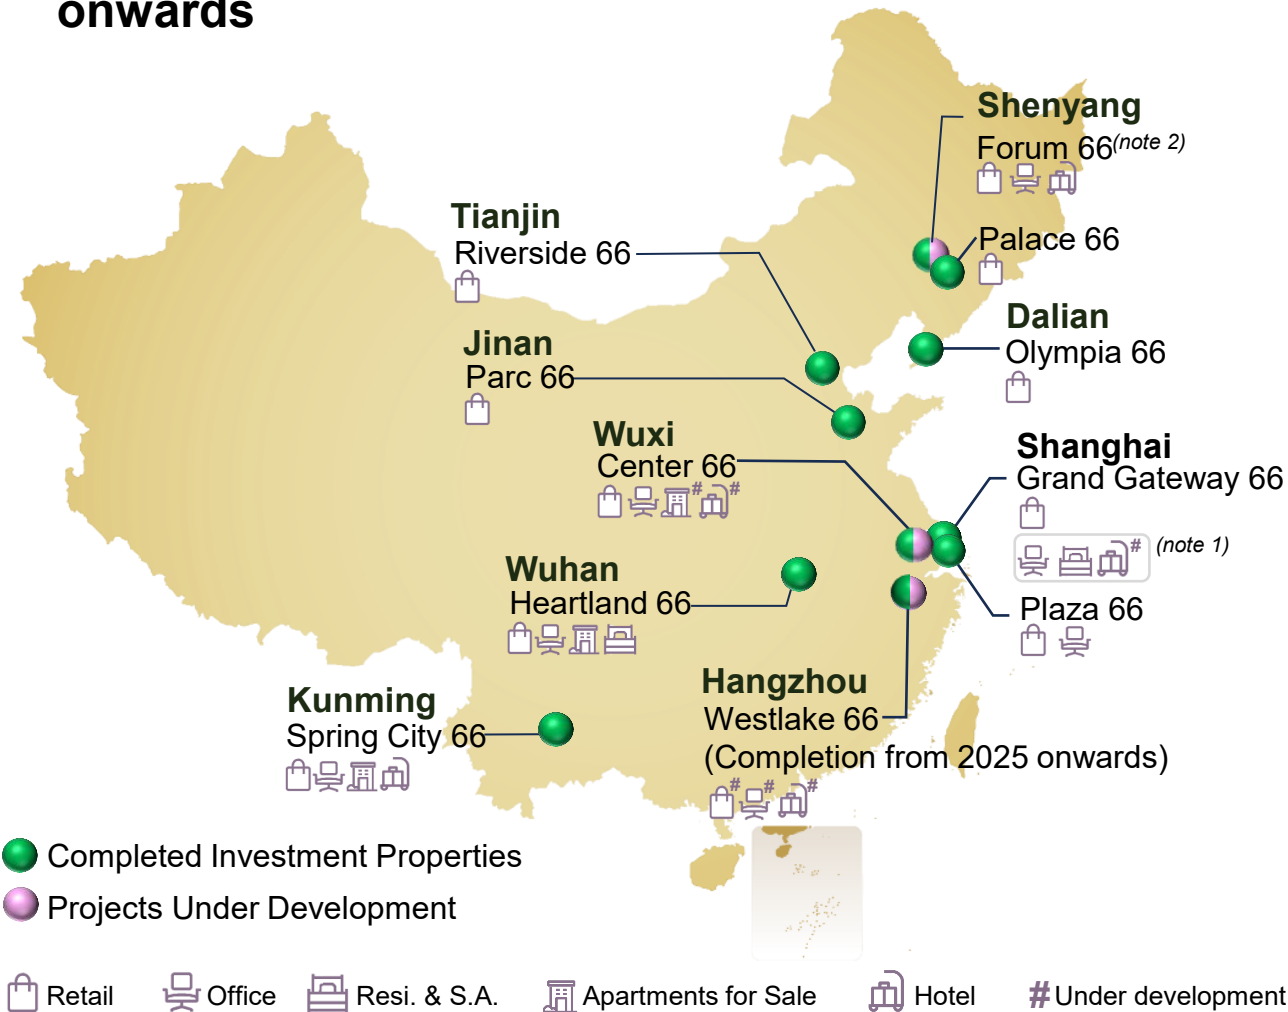 onwards
Shenyang
Forum 66(note 2)
Palace 66
Tianjin
Riverside 66
Dalian
Olympia 66
Jinan
Parc 66
Wuxi
Center 66
# #
Shanghai
Grand Gateway 66
# (note 1)
Plaza 66
Wuhan
Heartland 66
Hangzhou
Westlake 66
(Completion from 2025 onwards)
# # #
Kunming
Spring City 66
Completed Investment Properties
Projects Under Development
Retail Office Resi. & S.A. Apartments for Sale Hotel #Under development